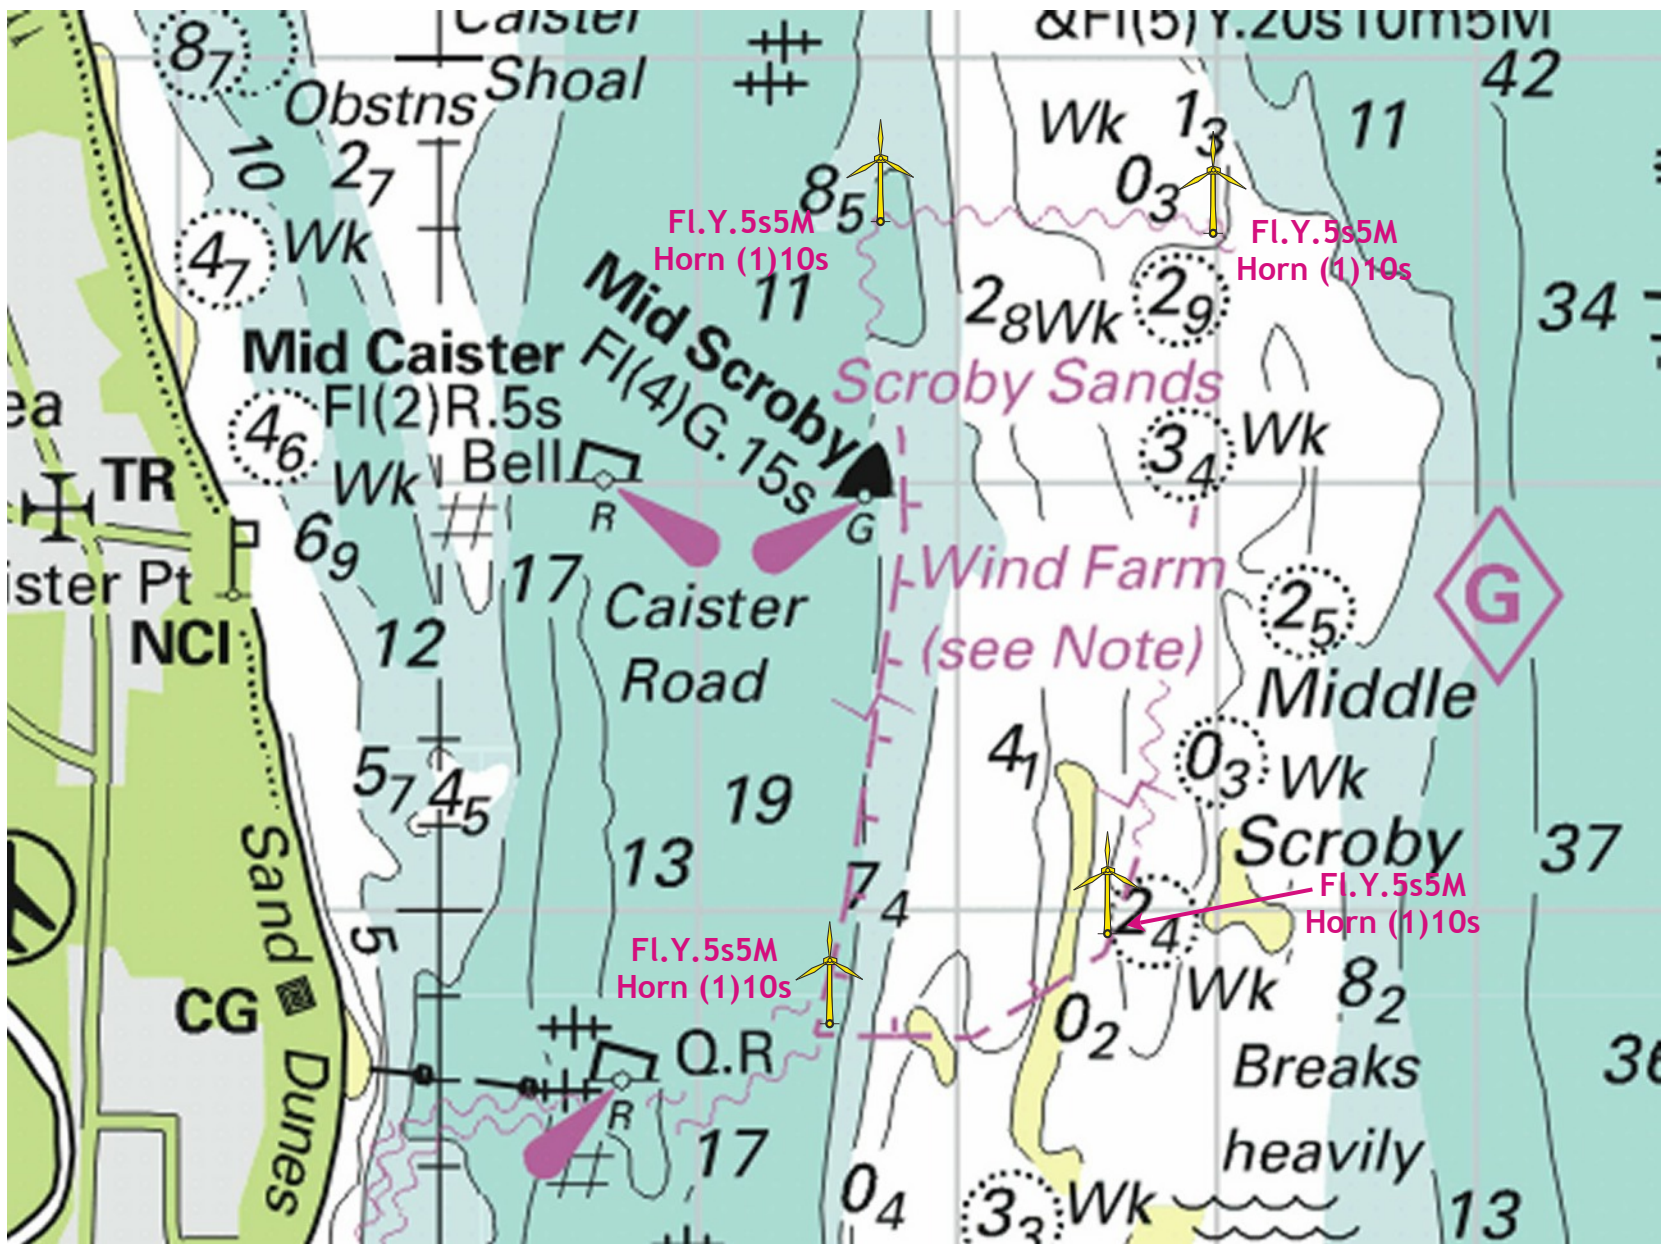 Caister
Shoal
&Fl(5)Y.20s10m5M
42
8₇
Obstns
Wk
1₃
11
10
2₇
8₅
0₃
Fl.Y.5s5M
Horn (1)10s
Fl.Y.5s5M
Horn (1)10s
4₇
Wk
11
2₈Wk
2₉
34
Mid Caister
Fl(2)R.5s
Bell
Mid Scroby
Fl(4)G.15s
Scroby Sands
ea
4₆
Wk
3₄
Wk
TR
R
G
6₉
17
Wind Farm
(see Note)
G
ister Pt
NCI
12
Caister
Road
2₅
Middle
4₁
0₃
Wk
5₇
4₅
19
13
Scroby
37
7₄
Fl.Y.5s5M
Horn (1)10s
2₄
Sand
Dunes
5
Fl.Y.5s5M
Horn (1)10s
Wk
8₂
CG
Q.R
0₂
Breaks
heavily
36
R
17
0₄
3₃
Wk
13